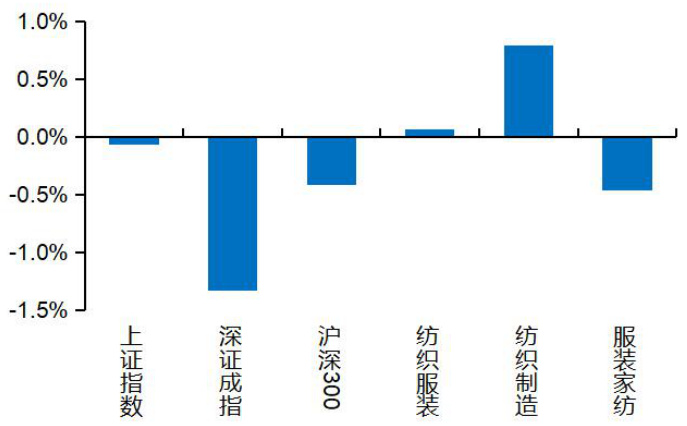 1.0%
0.5%
0.0%
-0.5%
-1.0%
-1.5%
上证指数
深证成指
沪深300
纺织服装
纺织制造
服装家纺